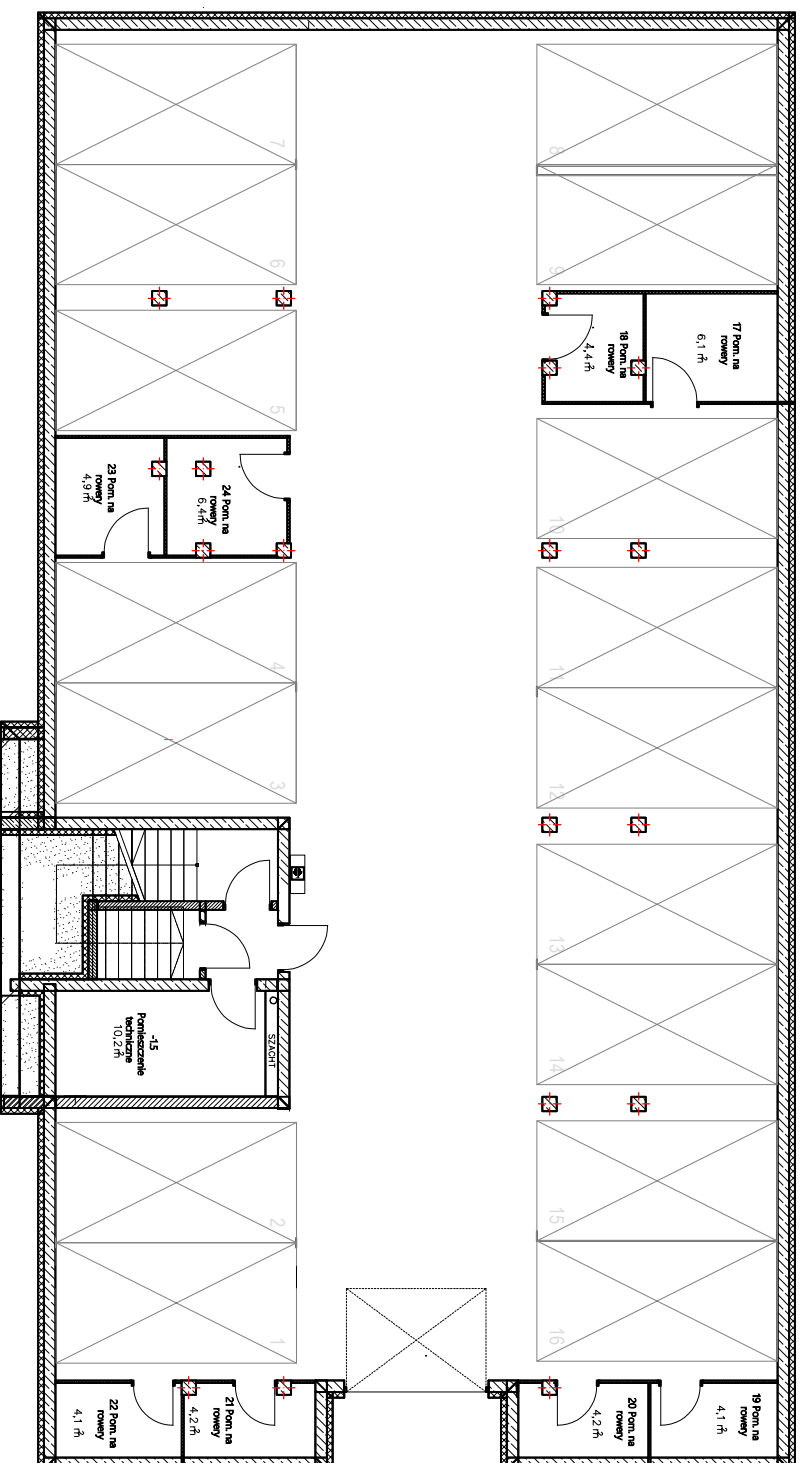 7
8
6
9
17 Pom. na
rowery
6,1 m²
18 Pom. na
rowery
4,4 m²
5
10
24 Pom. na
rowery
6,4 m²
23 Pom. na
rowery
4,9 m²
4
11
3
12
13
SZACHT
-1.5
Pomieszczenie
techniczne
10,2 m²
14
2
15
1
16
22 Pom. na
rowery
4,1 m²
21 Pom. na
rowery
4,2 m²
20 Pom. na
rowery
4,2 m²
19 Pom. na
rowery
4,1 m²